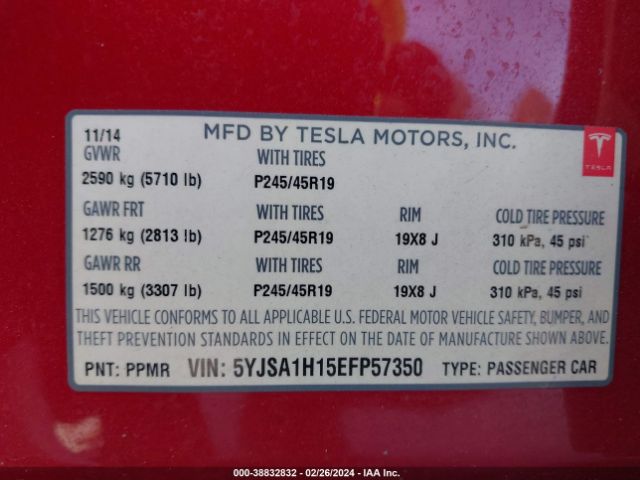 11/14 MFD BY TESLA MOTORS, INC.
GVWR WITH TIRES
TESLA
2590 kg (5710 lb) P245/45R19
GAWR FRT WITH TIRES RIM COLD TIRE PRESSURE
1276 kg (2813 lb) P245/45R19 19X8 J 310 kPa, 45 psi
GAWR RR WITH TIRES RIM COLD TIRE PRESSURE
1500 kg (3307 lb) P245/45R19 19X8 J 310 kPa, 45 psi
THIS VEHICLE CONFORMS TO ALL APPLICABLE U.S. FEDERAL MOTOR VEHICLE SAFETY, BUMPER, AND
THEFT PREVENTION STANDARDS IN EFFECT ON THE DATE OF MANUFACTURE SHOWN ABOVE.
PNT: PPMR VIN: 5YJSA1H15EFP57350 TYPE: PASSENGER CAR
000-38832832 - 02/26/2024 - IAA Inc.